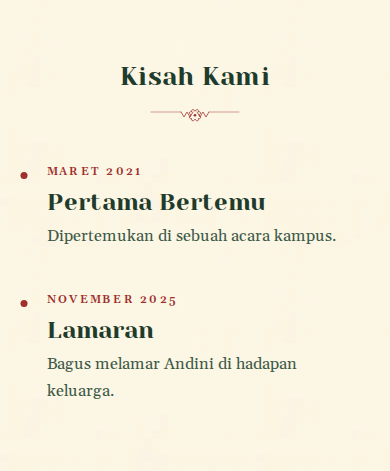 Kisah Kami
MARET 2021
Pertama Bertemu
Dipertemukan di sebuah acara kampus.
NOVEMBER 2025
Lamaran
Bagus melamar Andini di hadapan
keluarga.